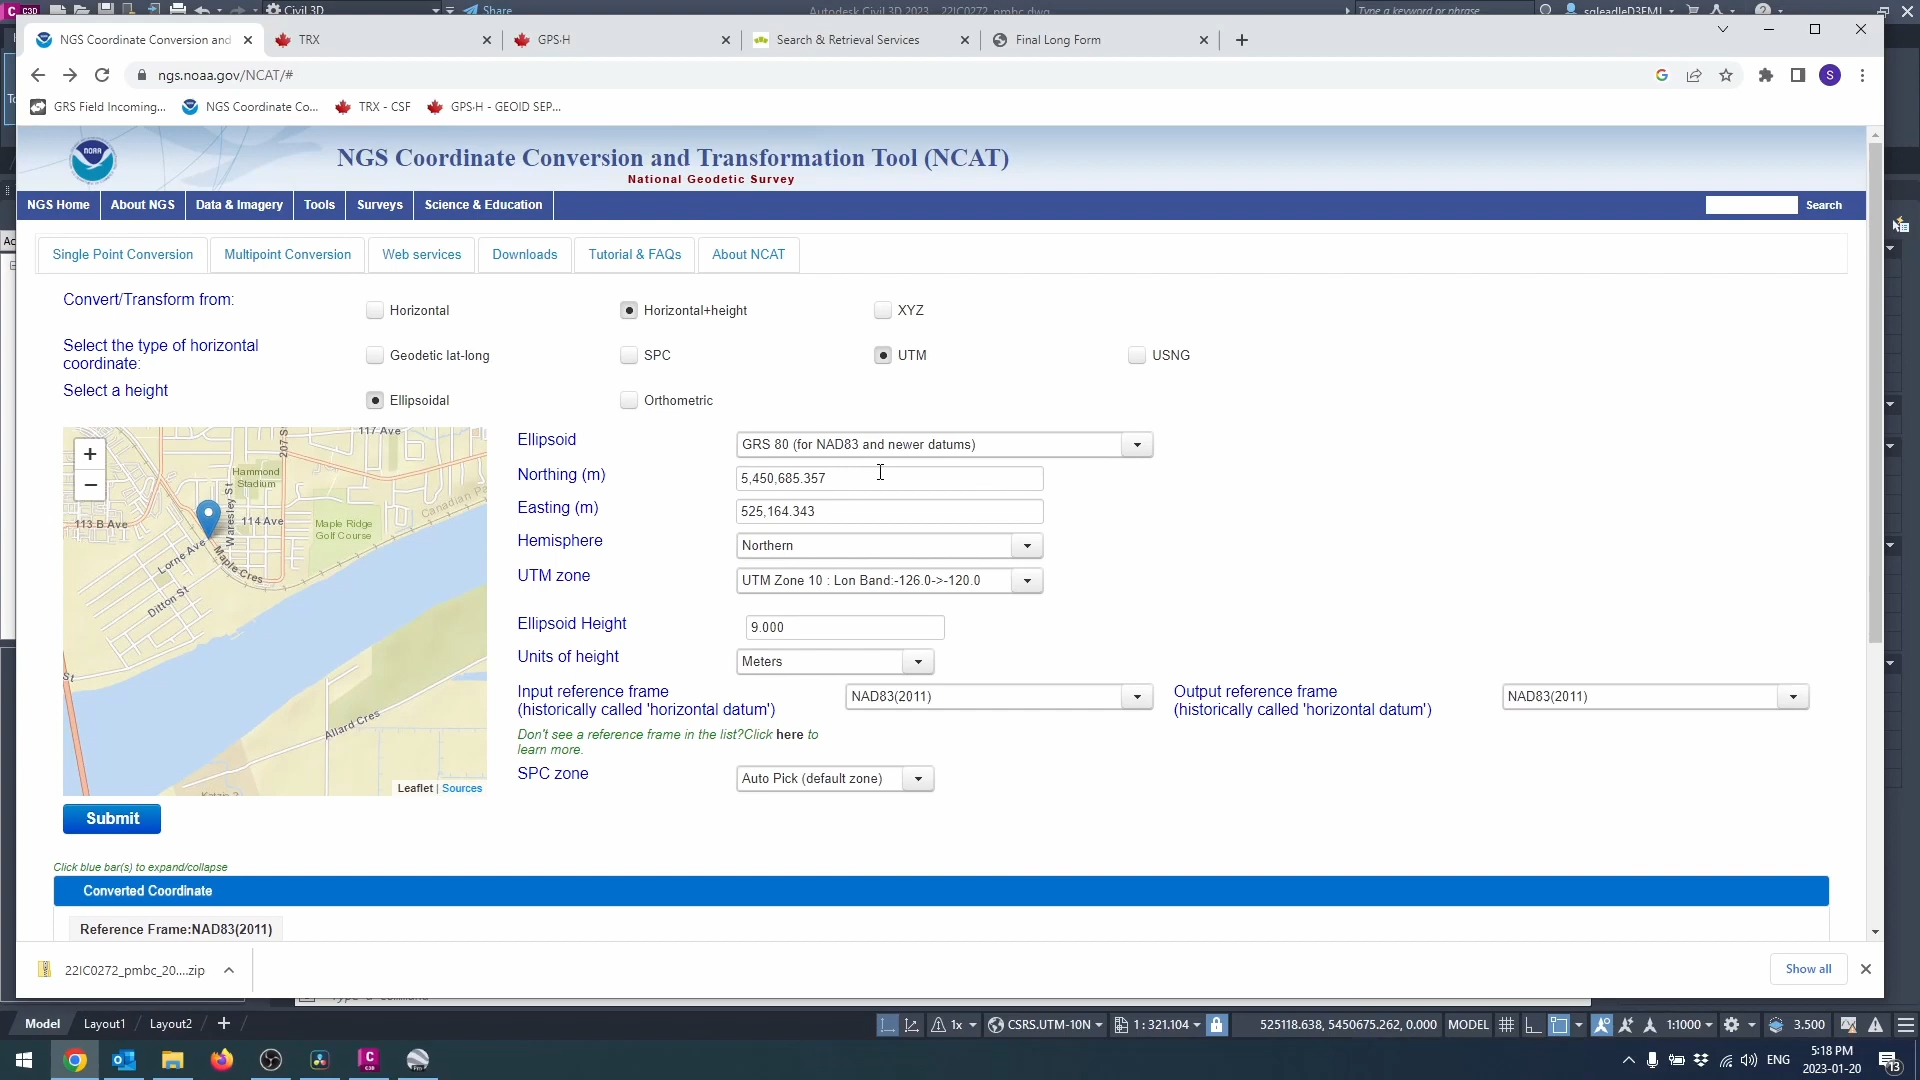 C3D
Civil 3D
Share
Autodesk Civil 3D 2023 22IC0272_pmbc.dwg
Type a keyword or phrase
sgleadleD3EMJ
NGS Coordinate Conversion and
TRX
GPS·H
Search & Retrieval Services
Final Long Form
ngs.noaa.gov/NCAT/#
S
GRS Field Incoming...
NGS Coordinate Co...
TRX - CSF
GPS·H - GEOID SEP...
NOAA
NGS Coordinate Conversion and Transformation Tool (NCAT)
National Geodetic Survey
NGS Home
About NGS
Data & Imagery
Tools
Surveys
Science & Education
Search
Single Point Conversion
Multipoint Conversion
Web services
Downloads
Tutorial & FAQs
About NCAT
Convert/Transform from:
Horizontal
Horizontal+height
XYZ
Select the type of horizontal
coordinate:
Geodetic lat-long
SPC
UTM
USNG
Select a height
Ellipsoidal
Orthometric
+
−
117 Ave
207 S
Hammond
Stadium
Waresley St
113 B Ave
114 Ave
Maple Ridge
Golf Course
Canadian Pa
Lorne Ave
Maple Cres
Ditton St
St
Allard Cres
Leaflet | Sources
Ellipsoid
GRS 80 (for NAD83 and newer datums)
Northing (m)
5,450,685.357
Easting (m)
525,164.343
Hemisphere
Northern
UTM zone
UTM Zone 10 : Lon Band:-126.0->-120.0
Ellipsoid Height
9.000
Units of height
Meters
Input reference frame
(historically called 'horizontal datum')
NAD83(2011)
Output reference frame
(historically called 'horizontal datum')
NAD83(2011)
Don't see a reference frame in the list?Click here to
learn more.
SPC zone
Auto Pick (default zone)
Submit
Click blue bar(s) to expand/collapse
Converted Coordinate
Reference Frame:NAD83(2011)
22IC0272_pmbc_20....zip
Show all
Type a command
Model
Layout1
Layout2
+
1x
CSRS.UTM-10N
1 : 321.104
525118.638, 5450675.262, 0.000
MODEL
1:1000
3.500
ENG
5:18 PM
2023-01-20
13